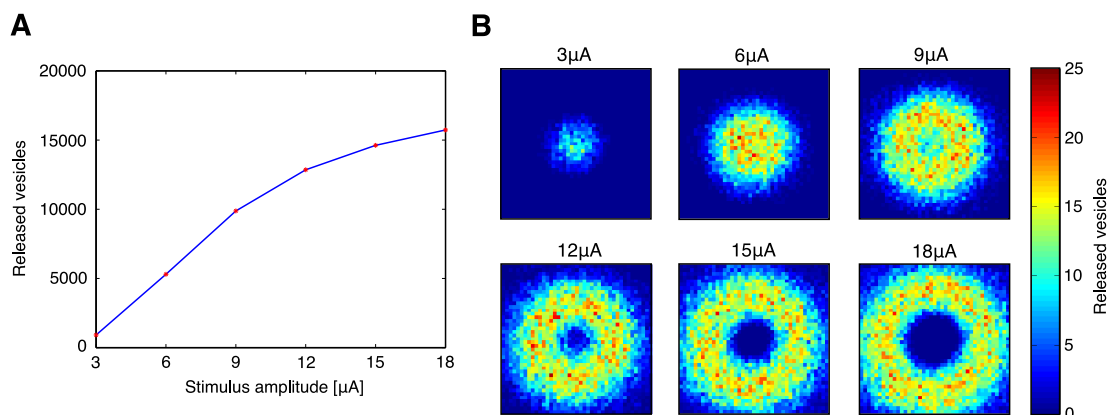 A
20000
15000
10000
5000
0
3 6 9 12 15 18
Released vesicles
Stimulus amplitude [µA]
B
3µA 6µA 9µA
12µA 15µA 18µA
25
20
15
10
5
0
Released vesicles